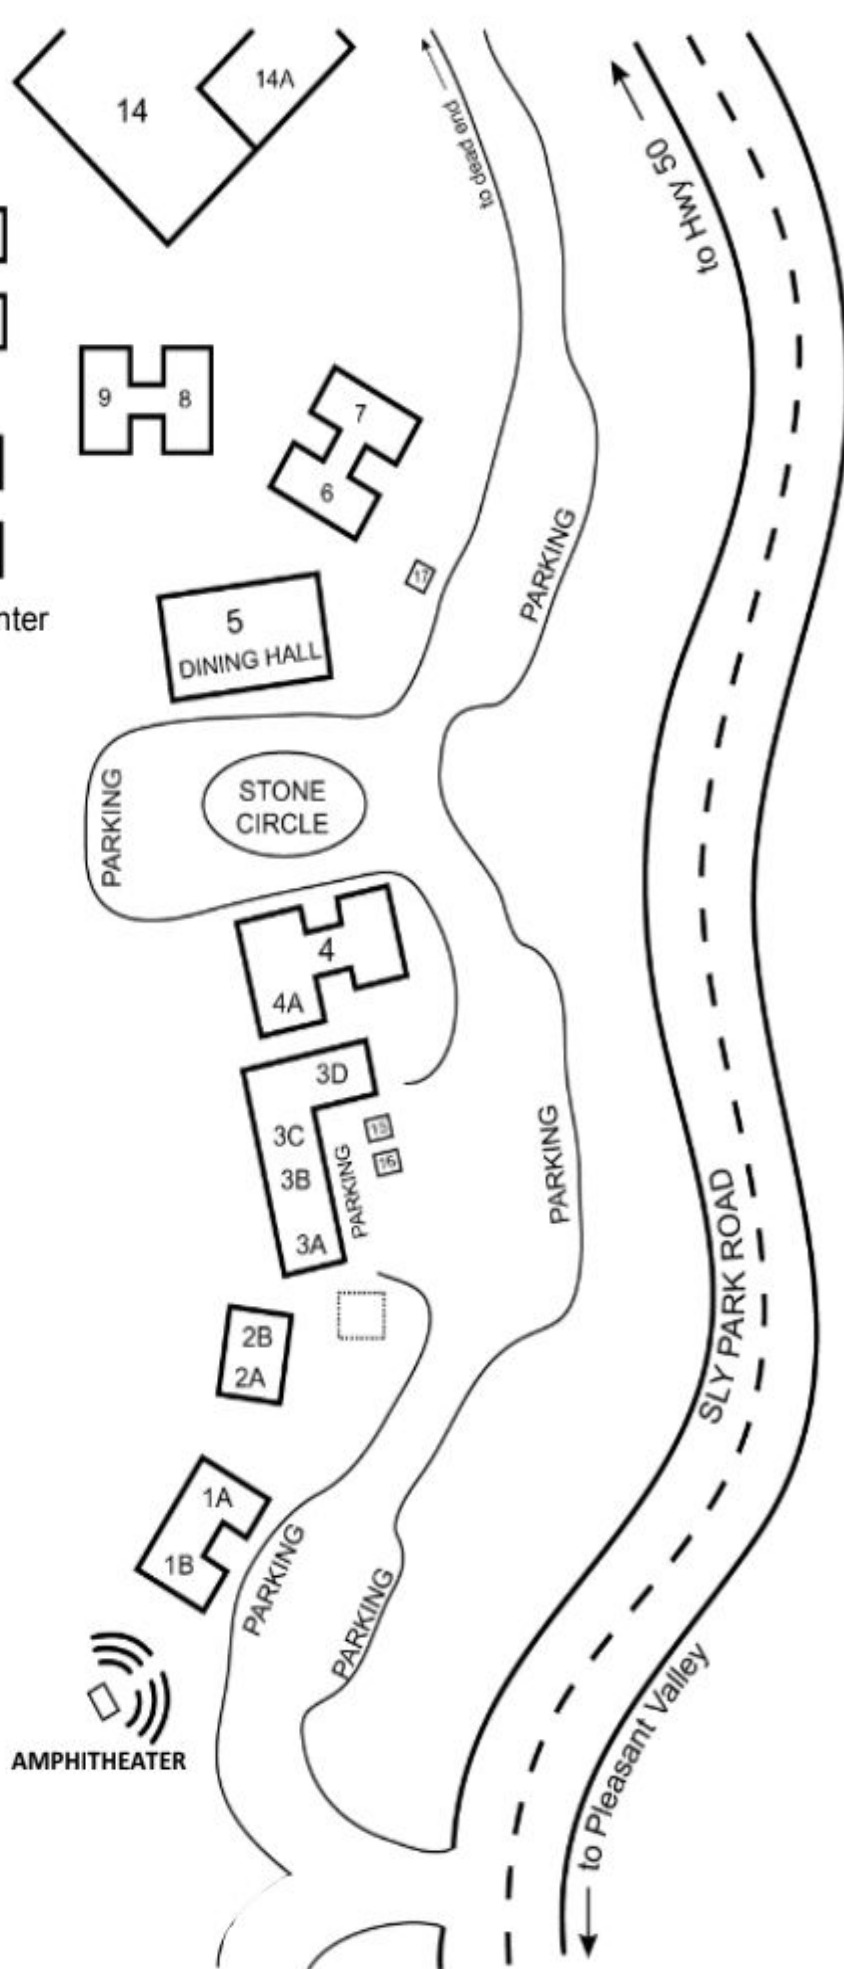 14
14A
to dead end
to Hwy 50
9
8
7
6
17
PARKING
nter
5
DINING HALL
PARKING
STONE
CIRCLE
4
4A
3D
3C
15
16
3B
PARKING
PARKING
3A
SLY PARK ROAD
2B
2A
1A
1B
PARKING
PARKING
AMPHITHEATER
to Pleasant Valley